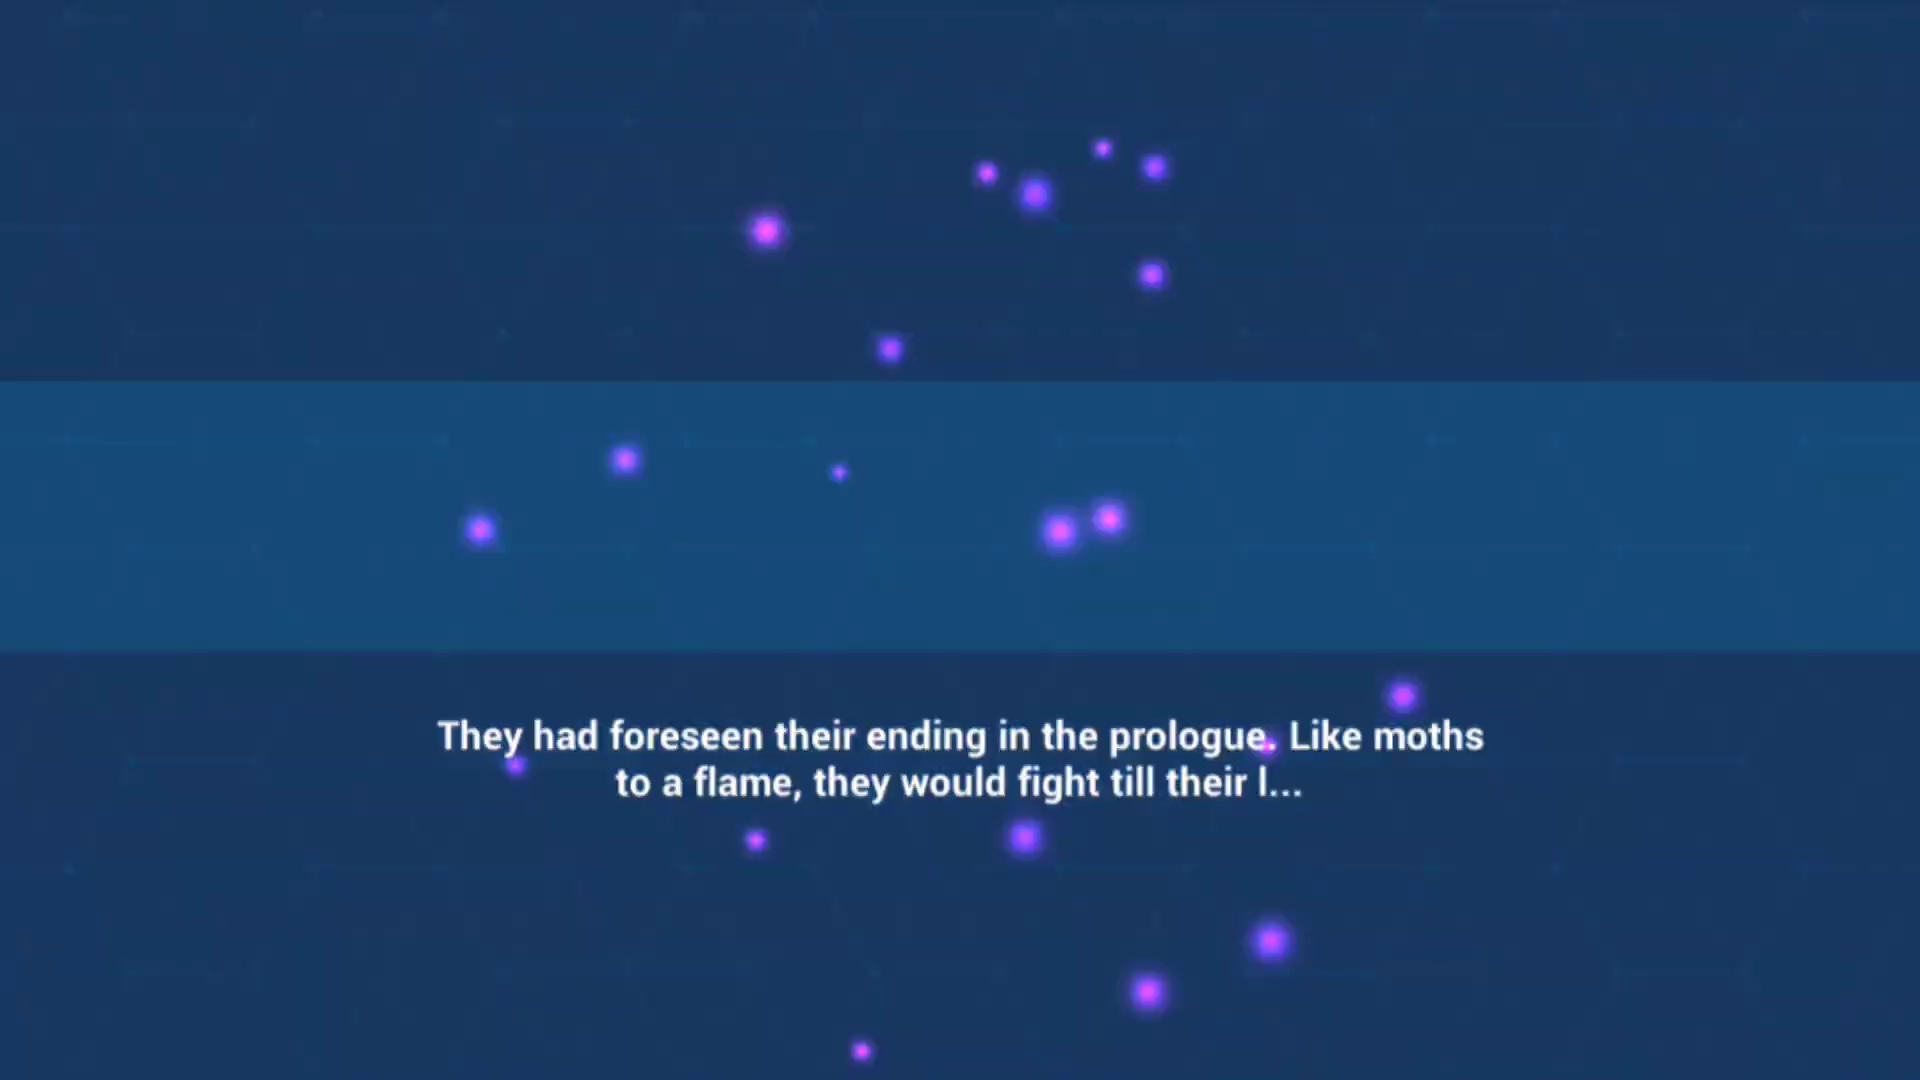 They had foreseen their ending in the prologue. Like moths
to a flame, they would fight till their l...